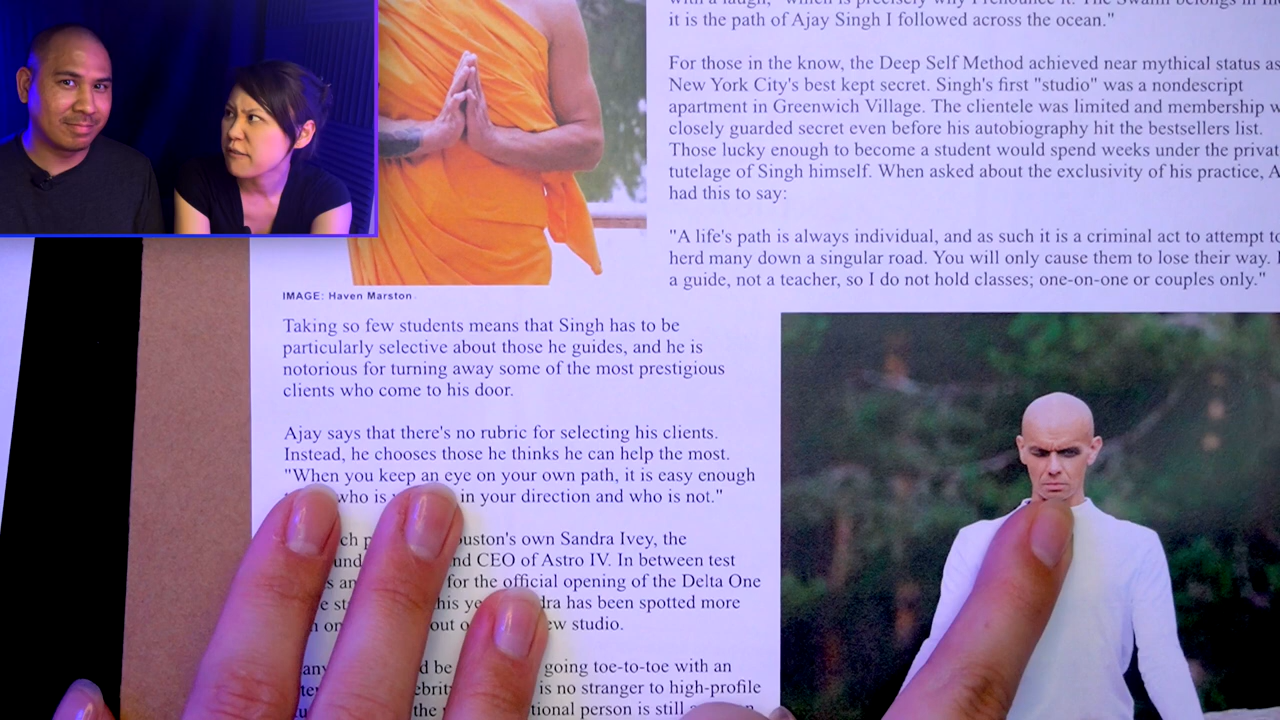 with a laugh, "which is precisely why I renounce it. The Swami belongs in
it is the path of Ajay Singh I followed across the ocean."
For those in the know, the Deep Self Method achieved near mythical status as
New York City's best kept secret. Singh's first "studio" was a nondescript
apartment in Greenwich Village. The clientele was limited and membership
closely guarded secret even before his autobiography hit the bestsellers list.
Those lucky enough to become a student would spend weeks under the
tutelage of Singh himself. When asked about the exclusivity of his practice,
had this to say:
"A life's path is always individual, and as such it is a criminal act to attempt to
herd many down a singular road. You will only cause them to lose their way.
a guide, not a teacher, so I do not hold classes; one-on-one or couples only."
IMAGE: Haven Marston
Taking so few students means that Singh has to be
particularly selective about those he guides, and he is
notorious for turning away some of the most prestigious
clients who come to his door.
Ajay says that there's no rubric for selecting his clients.
Instead, he chooses those he thinks he can help the most.
"When you keep an eye on your own path, it is easy enough
who is in your direction and who is not."
own Sandra Ivey, the
CEO of Astro IV. In between test
for the official opening of the Delta One
has been spotted more
studio.
be going toe-to-toe with an
is no stranger to high-profile
the person is still